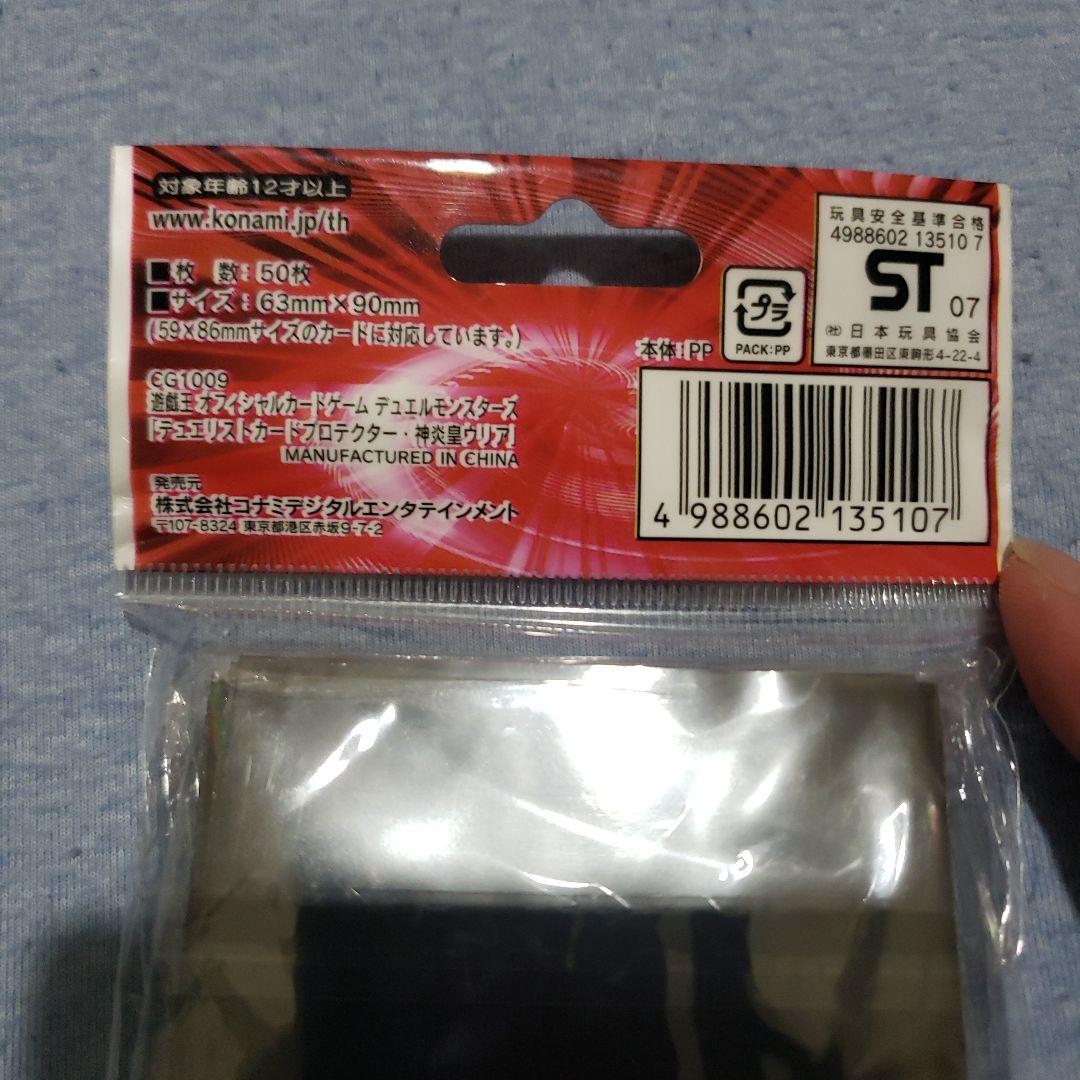 対象年齢12才以上
www.konami.jp/th
■枚 数：50枚
■サイズ：63mm×90mm
(59×86mmサイズのカードに対応しています。)
CG1009
遊戯王 オフィシャルカードゲーム デュエルモンスターズ
「デュエリストカードプロテクター・神炎皇ウリア」
MANUFACTURED IN CHINA
発売元
株式会社コナミデジタルエンタテインメント
〒107-8324 東京都港区赤坂9-7-2
本体：PP
プラ
PACK：PP
玩具安全基準合格
4988602 13510 7
ST 07
(社)日本玩具協会
東京都墨田区東駒形4-22-4
4 988602 135107